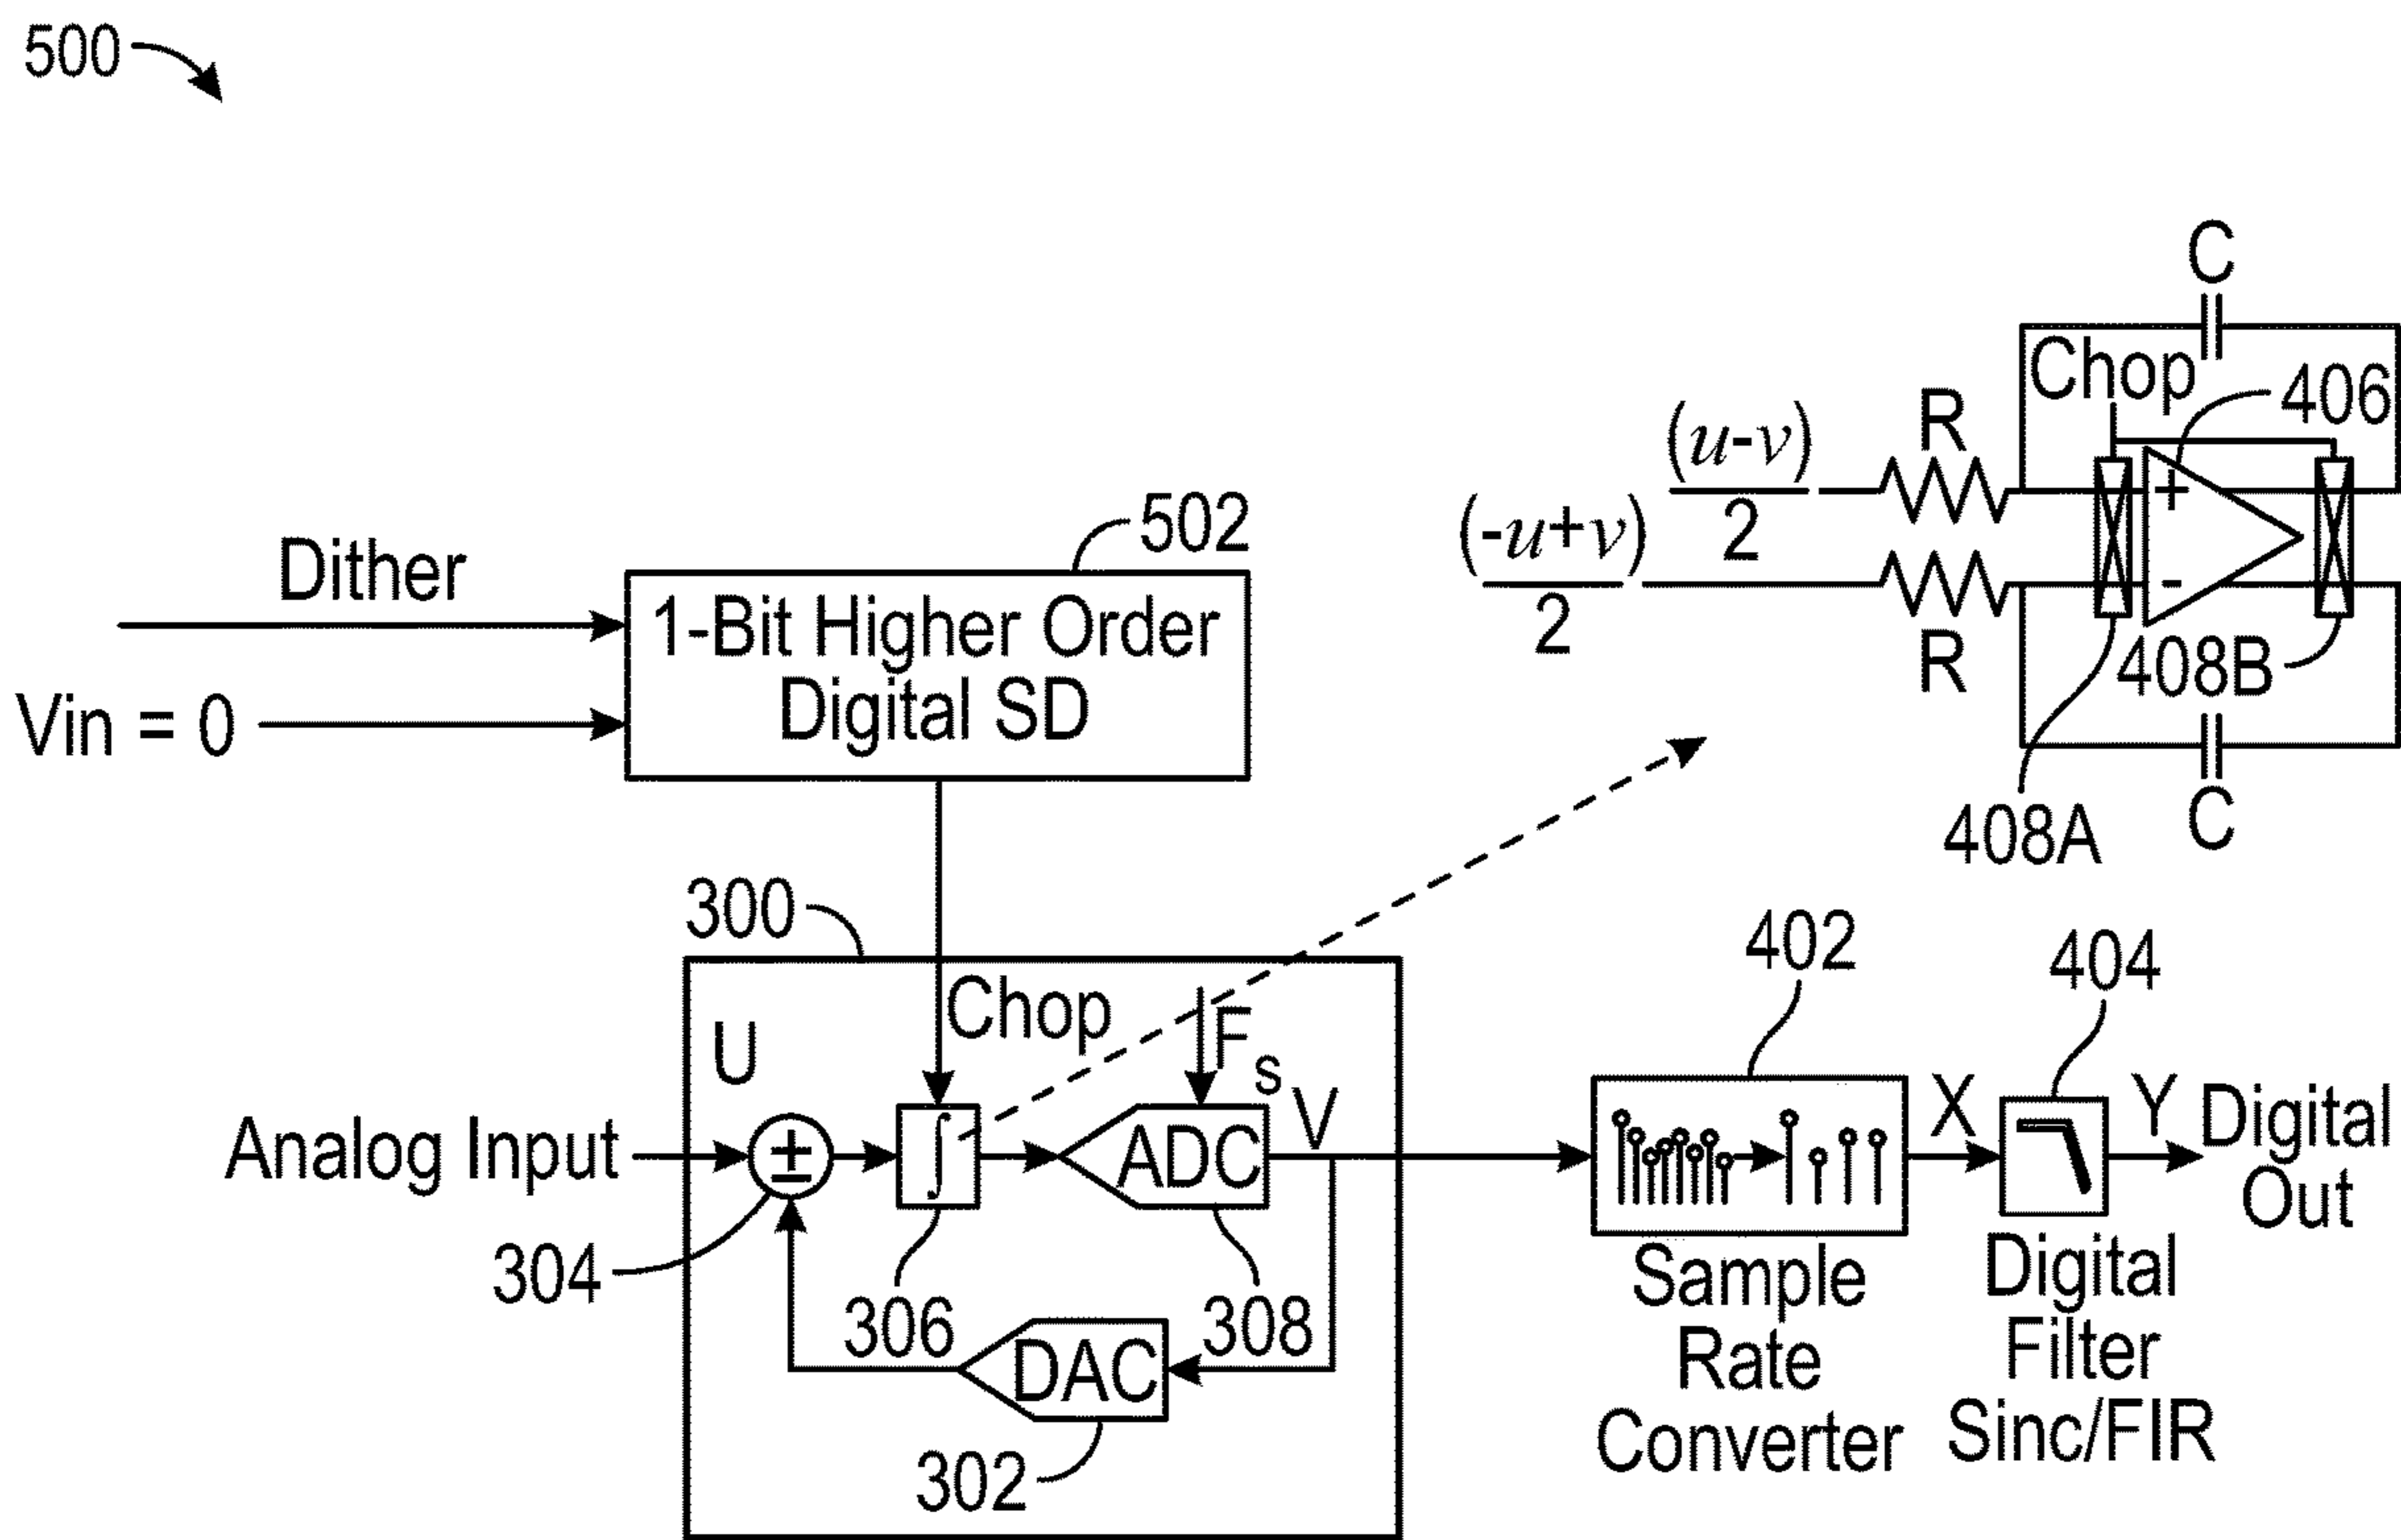 500
C
Chop
406
R
(u-v)
2
(-u+v)
2
+
-
R
408B
408A
C
502
Dither
1-Bit Higher Order
Digital SD
Vin = 0
300
Chop
Fs
U
V
Analog Input
±
∫
ADC
304
306
308
DAC
302
402
404
X
Y
Digital
Out
Sample
Rate
Converter
Digital
Filter
Sinc/FIR